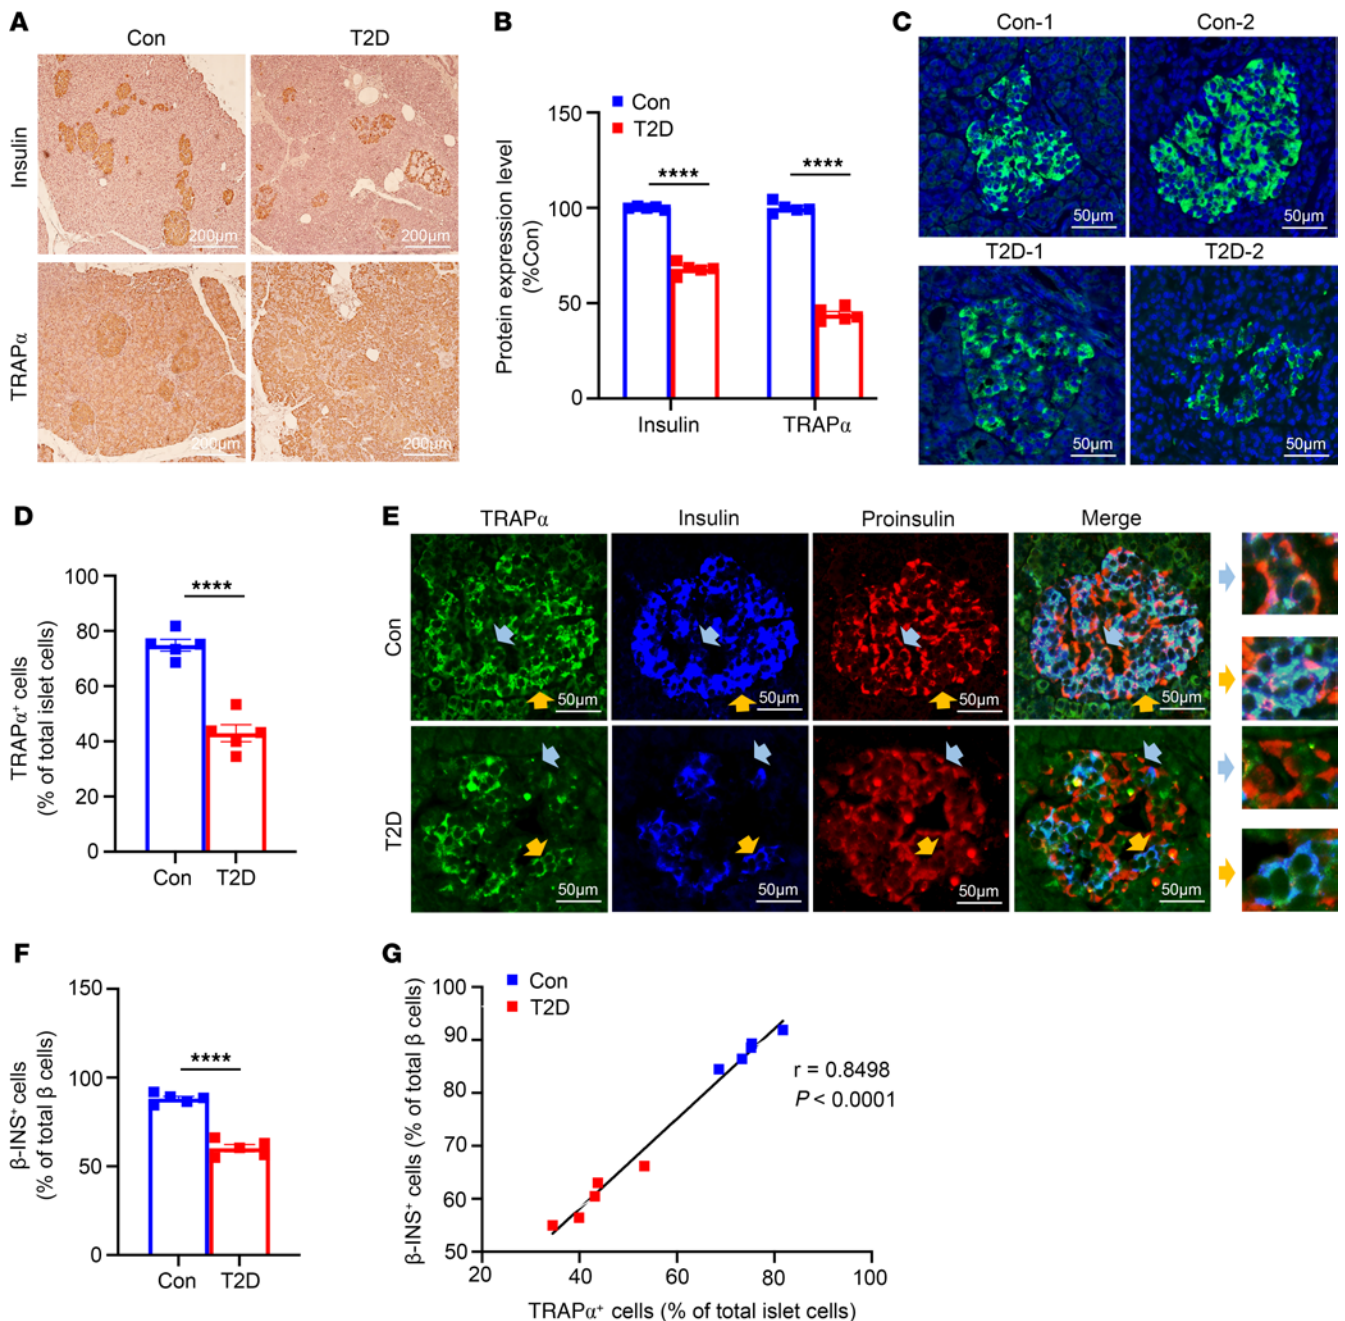 A
Con
T2D
Insulin
200µm
200µm
TRAPα
200µm
200µm
B
Con
T2D
Protein expression level
(%Con)
150
100
50
0
****
****
Insulin
TRAPα
C
Con-1
Con-2
50µm
50µm
T2D-1
T2D-2
50µm
50µm
D
TRAPα⁺ cells
(% of total islet cells)
100
80
60
40
20
0
****
Con
T2D
E
TRAPα
Insulin
Proinsulin
Merge
Con
50µm
50µm
50µm
50µm
T2D
50µm
50µm
50µm
50µm
F
β-INS⁺ cells
(% of total β cells)
150
100
50
0
****
Con
T2D
G
Con
T2D
β-INS⁺ cells (% of total β cells)
100
90
80
70
60
50
r = 0.8498
P < 0.0001
20
40
60
80
100
TRAPα⁺ cells (% of total islet cells)